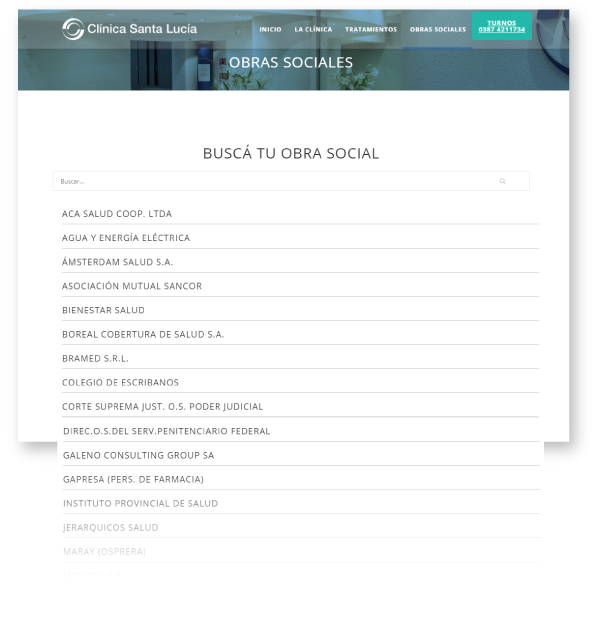 Clínica Santa Lucía
INICIO LA CLÍNICA TRATAMIENTOS OBRAS SOCIALES
TURNOS
0387 4211734
OBRAS SOCIALES
BUSCÁ TU OBRA SOCIAL
Buscar...
ACA SALUD COOP. LTDA
AGUA Y ENERGÍA ELÉCTRICA
ÁMSTERDAM SALUD S.A.
ASOCIACIÓN MUTUAL SANCOR
BIENESTAR SALUD
BOREAL COBERTURA DE SALUD S.A.
BRAMED S.R.L.
COLEGIO DE ESCRIBANOS
CORTE SUPREMA JUST. O.S. PODER JUDICIAL
DIREC.O.S.DEL SERV.PENITENCIARIO FEDERAL
GALENO CONSULTING GROUP SA
GAPRESA (PERS. DE FARMACIA)
INSTITUTO PROVINCIAL DE SALUD
JERARQUICOS SALUD
MARAY (OSPRERA)